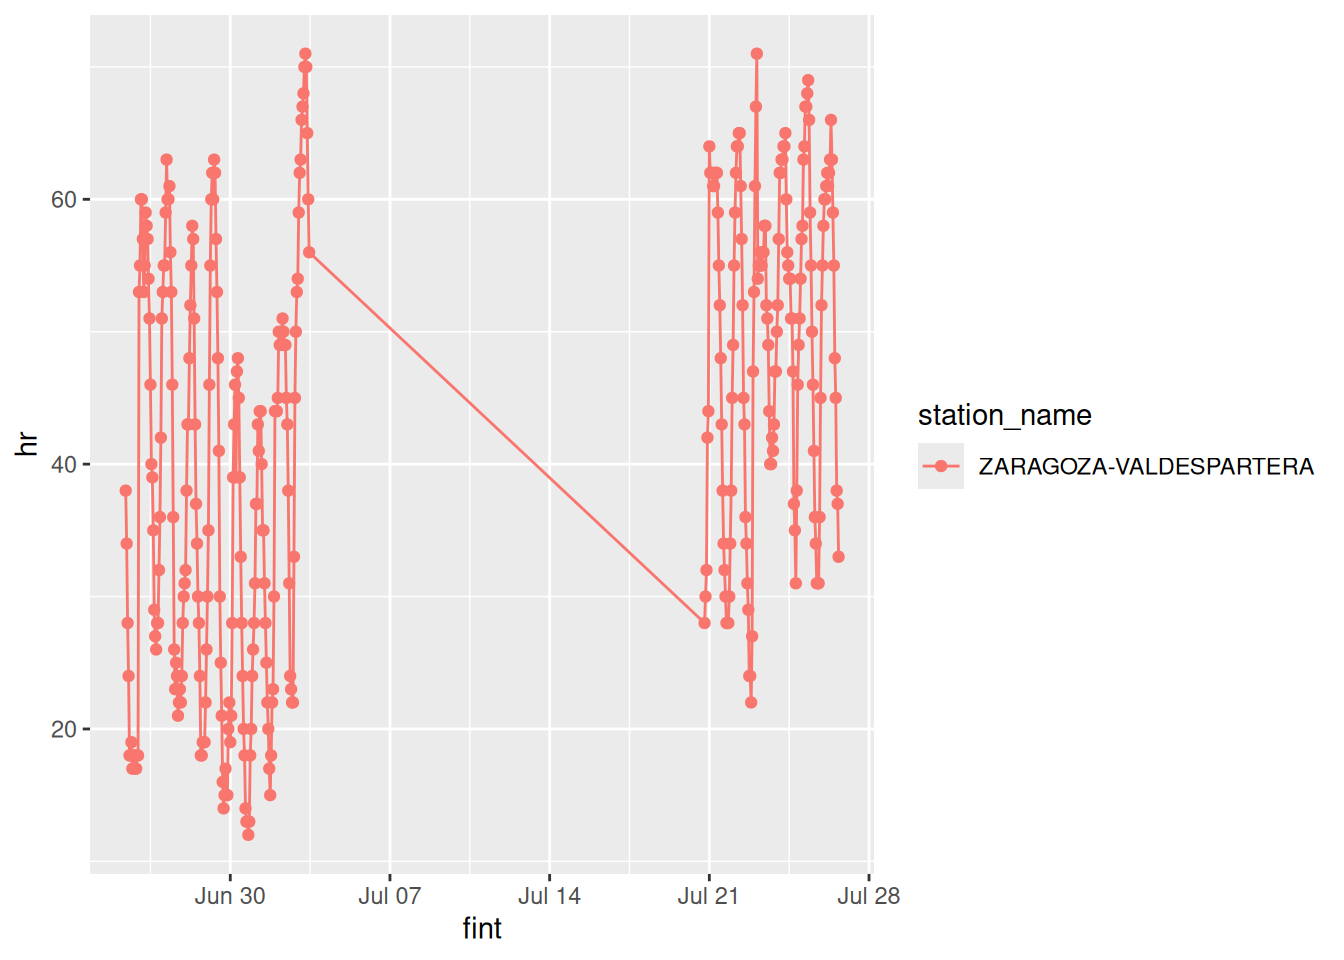 hr
60
40
20
Jun 30
Jul 07
Jul 14
Jul 21
Jul 28
fint
station_name
ZARAGOZA-VALDESPARTERA